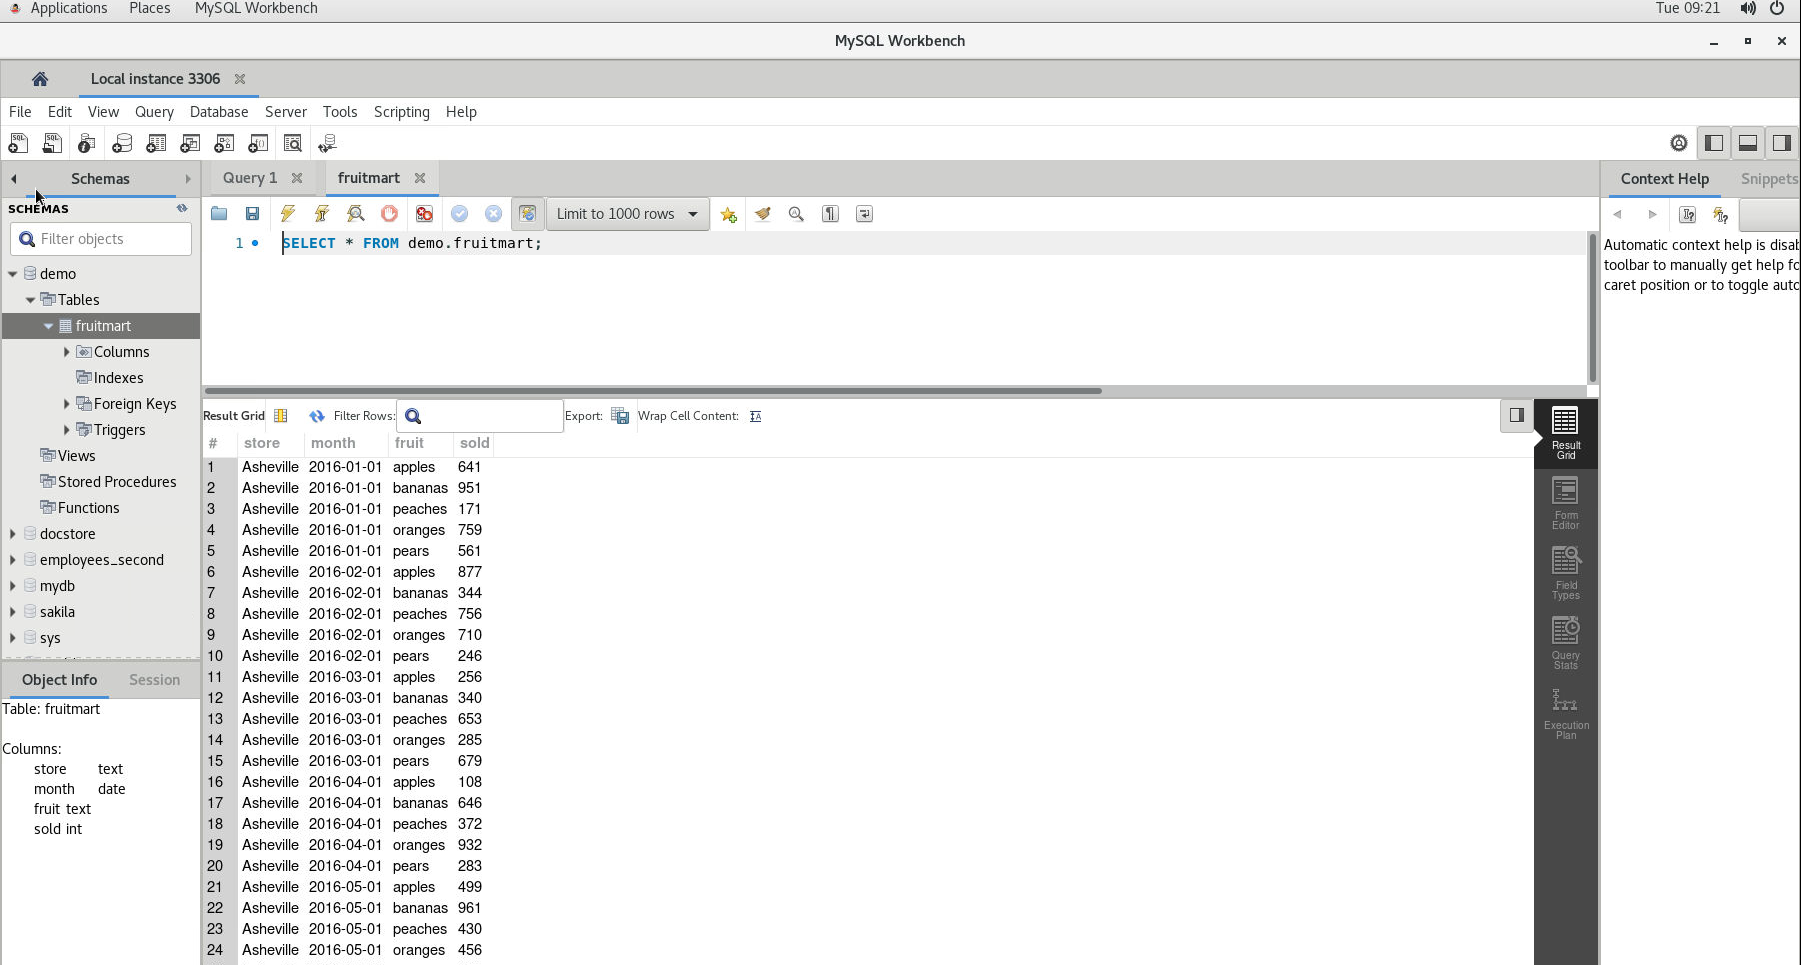 Applications Places MySQL Workbench Tue 09:21
MySQL Workbench
Local instance 3306
File Edit View Query Database Server Tools Scripting Help
Schemas
SCHEMAS
Filter objects
demo
Tables
fruitmart
Columns
Indexes
Foreign Keys
Triggers
Views
Stored Procedures
Functions
docstore
employees_second
mydb
sakila
sys
Object Info Session
Table: fruitmart
Columns:
store text
month date
fruit text
sold int
Query 1 fruitmart
Limit to 1000 rows
1 SELECT * FROM demo.fruitmart;
Result Grid Filter Rows: Export: Wrap Cell Content:
# store month fruit sold
1 Asheville 2016-01-01 apples 641
2 Asheville 2016-01-01 bananas 951
3 Asheville 2016-01-01 peaches 171
4 Asheville 2016-01-01 oranges 759
5 Asheville 2016-01-01 pears 561
6 Asheville 2016-02-01 apples 877
7 Asheville 2016-02-01 bananas 344
8 Asheville 2016-02-01 peaches 756
9 Asheville 2016-02-01 oranges 710
10 Asheville 2016-02-01 pears 246
11 Asheville 2016-03-01 apples 256
12 Asheville 2016-03-01 bananas 340
13 Asheville 2016-03-01 peaches 653
14 Asheville 2016-03-01 oranges 285
15 Asheville 2016-03-01 pears 679
16 Asheville 2016-04-01 apples 108
17 Asheville 2016-04-01 bananas 646
18 Asheville 2016-04-01 peaches 372
19 Asheville 2016-04-01 oranges 932
20 Asheville 2016-04-01 pears 283
21 Asheville 2016-05-01 apples 499
22 Asheville 2016-05-01 bananas 961
23 Asheville 2016-05-01 peaches 430
24 Asheville 2016-05-01 oranges 456
Result
Grid
Form
Editor
Field
Types
Query
Stats
Execution
Plan
Context Help Snippets
Automatic context help is
toolbar to manually get help
caret position or to toggle